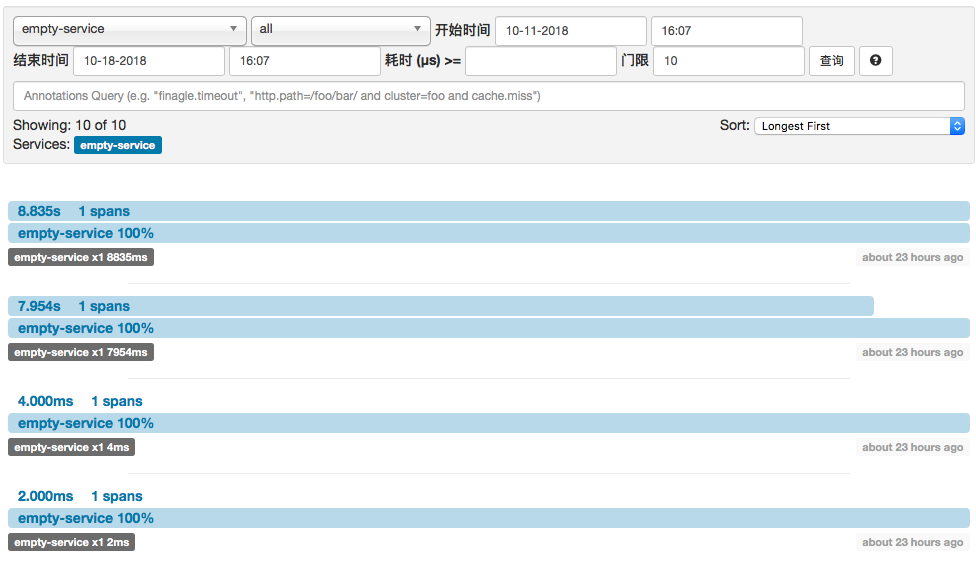 empty-service all 开始时间 10-11-2018 16:07
结束时间 10-18-2018 16:07 耗时 (µs) >= 门限 10 查询 ?
Annotations Query (e.g. "finagle.timeout", "http.path=/foo/bar/ and cluster=foo and cache.miss")
Showing: 10 of 10 Sort: Longest First
Services: empty-service
8.835s 1 spans
empty-service 100%
empty-service x1 8835ms about 23 hours ago
7.954s 1 spans
empty-service 100%
empty-service x1 7954ms about 23 hours ago
4.000ms 1 spans
empty-service 100%
empty-service x1 4ms about 23 hours ago
2.000ms 1 spans
empty-service 100%
empty-service x1 2ms about 23 hours ago